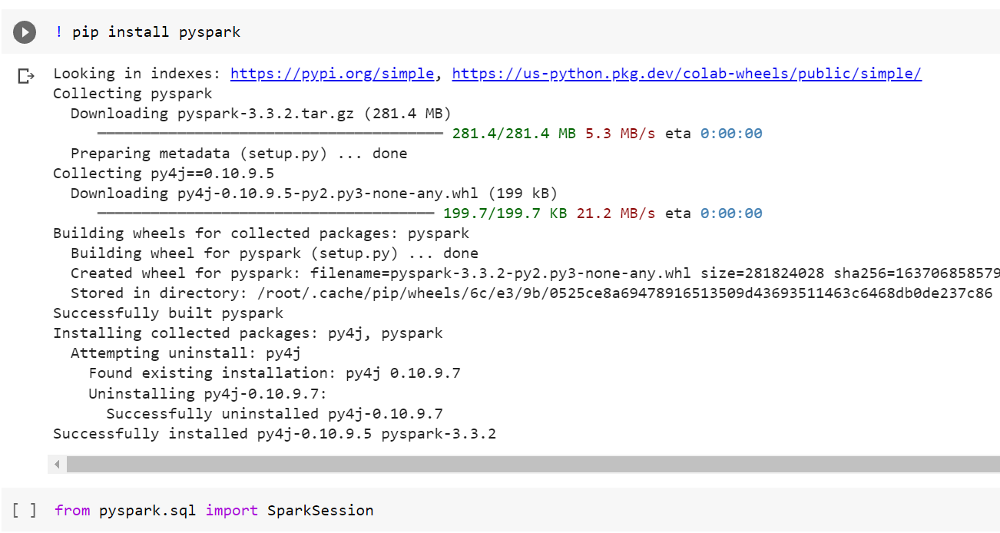 ! pip install pyspark
Looking in indexes: https://pypi.org/simple, https://us-python.pkg.dev/colab-wheels/public/simple/
Collecting pyspark
Downloading pyspark-3.3.2.tar.gz (281.4 MB)
281.4/281.4 MB 5.3 MB/s eta 0:00:00
Preparing metadata (setup.py) ... done
Collecting py4j==0.10.9.5
Downloading py4j-0.10.9.5-py2.py3-none-any.whl (199 kB)
199.7/199.7 KB 21.2 MB/s eta 0:00:00
Building wheels for collected packages: pyspark
Building wheel for pyspark (setup.py) ... done
Created wheel for pyspark: filename=pyspark-3.3.2-py2.py3-none-any.whl size=281824028 sha256=163706858579
Stored in directory: /root/.cache/pip/wheels/6c/e3/9b/0525ce8a69478916513509d43693511463c6468db0de237c86
Successfully built pyspark
Installing collected packages: py4j, pyspark
Attempting uninstall: py4j
Found existing installation: py4j 0.10.9.7
Uninstalling py4j-0.10.9.7:
Successfully uninstalled py4j-0.10.9.7
Successfully installed py4j-0.10.9.5 pyspark-3.3.2
[ ] from pyspark.sql import SparkSession